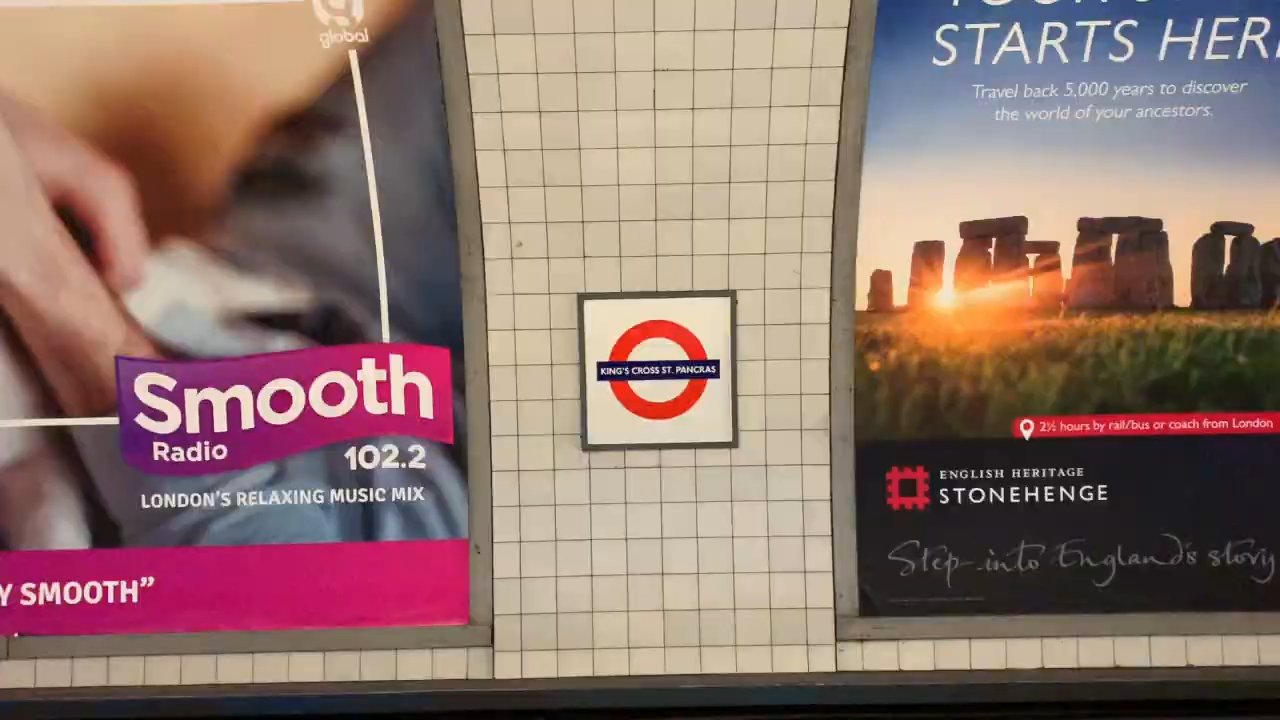 global
Smooth
Radio
102.2
LONDON'S RELAXING MUSIC MIX
SMOOTH”
KING'S CROSS ST. PANCRAS
STARTS
Travel back 5,000 years to discover
the world of your ancestors.
2½ hours by rail/bus or coach from London
ENGLISH HERITAGE
STONEHENGE
Step into England's story